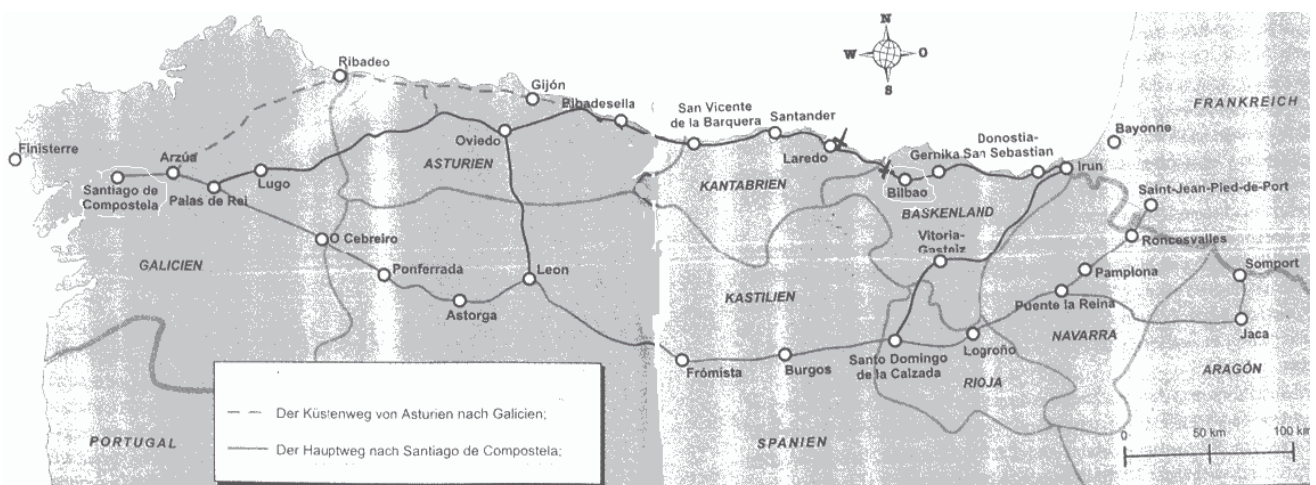 N
W
O
S
Ribadeo
Gijón
Ribadesella
San Vicente
de la Barquera
Santander
Laredo
Donostia-
Gernika San Sebastian
Irun
Bayonne
FRANKREICH
Finisterre
Arzúa
Santiago de
Compostela
Palas de Rei
Lugo
Oviedo
ASTURIEN
KANTABRIEN
Bilbao
BASKENLAND
Saint-Jean-Pied-de-Port
Roncesvalles
O Cebreiro
Vitoria-
Gasteiz
GALICIEN
Ponferrada
Leon
Astorga
KASTILIEN
Pamplona
Somport
Puente la Reina
NAVARRA
Jaca
Frómista
Burgos
Santo Domingo
de la Calzada
Logroño
RIOJA
ARAGÓN
Der Küstenweg von Asturien nach Galicien;
Der Hauptweg nach Santiago de Compostela;
PORTUGAL
SPANIEN
0
50 km
100 km